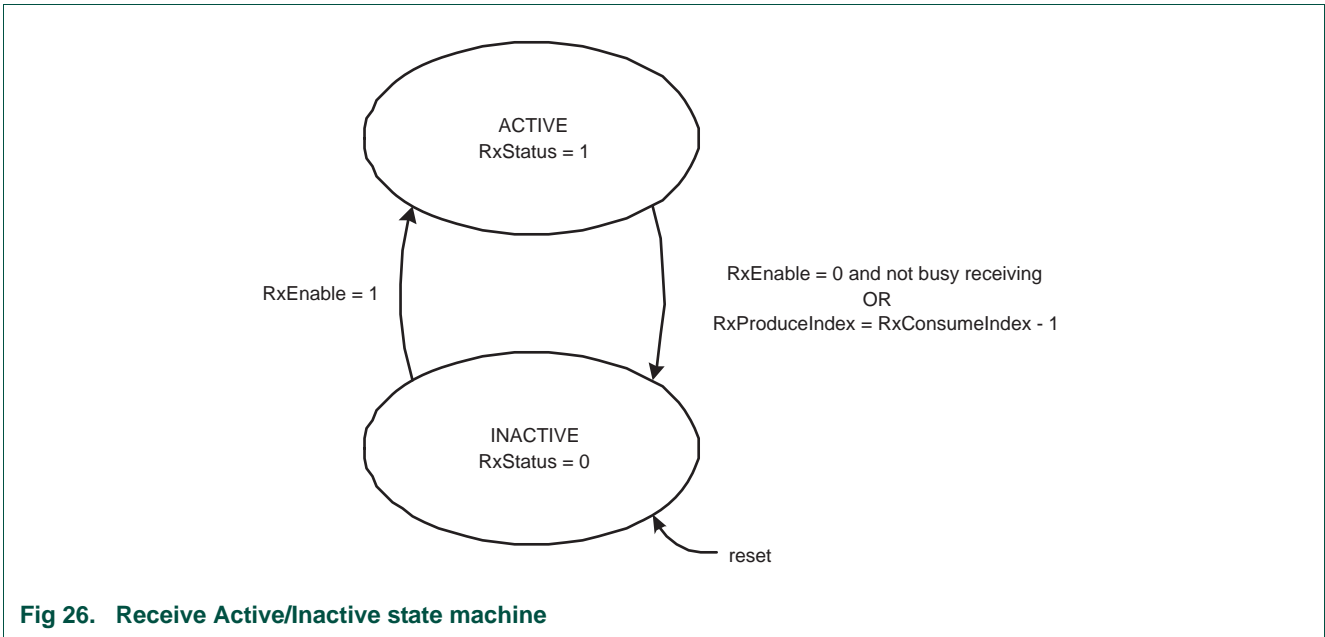 ACTIVE
RxStatus = 1
RxEnable = 1
RxEnable = 0 and not busy receiving
OR
RxProduceIndex = RxConsumeIndex - 1
INACTIVE
RxStatus = 0
reset
Fig 26. Receive Active/Inactive state machine